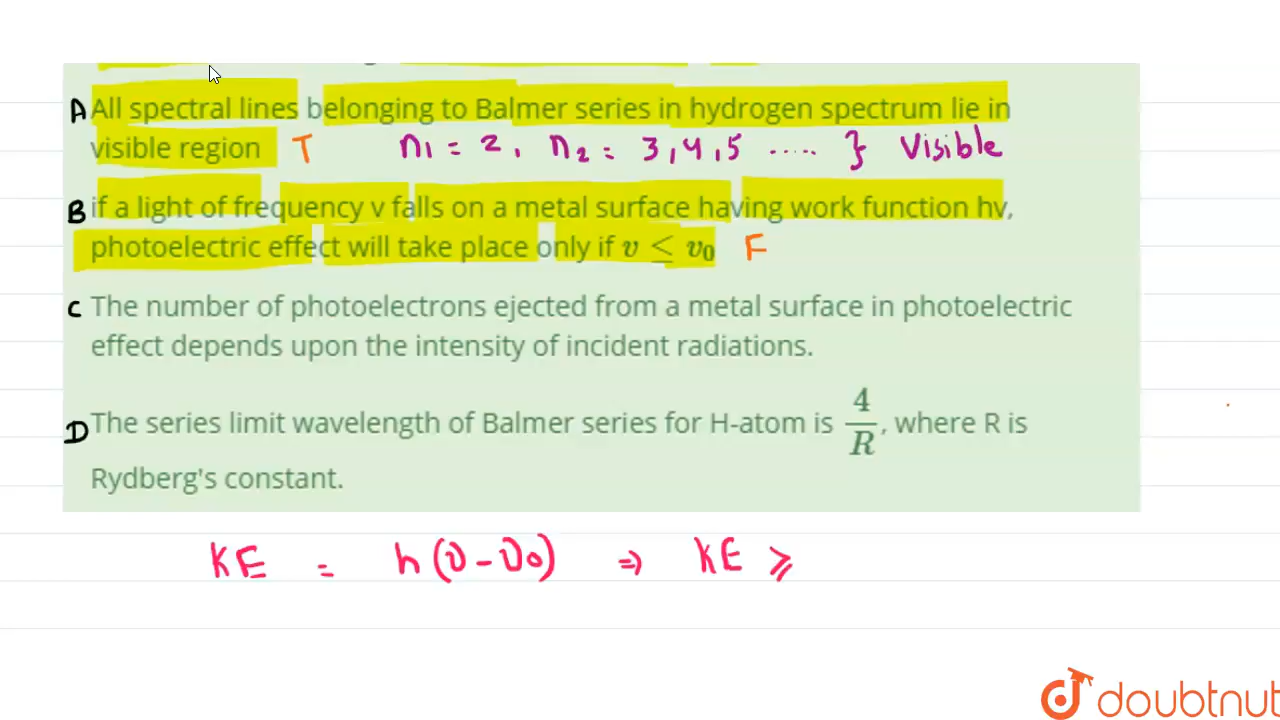 A All spectral lines belonging to Balmer series in hydrogen spectrum lie in
visible region T n₁ = 2, n₂ = 3, 4, 5 ..... } Visible
B if a light of frequency v falls on a metal surface having work function hv,
photoelectric effect will take place only if v ≤ v₀ F
C The number of photoelectrons ejected from a metal surface in photoelectric
effect depends upon the intensity of incident radiations.
D The series limit wavelength of Balmer series for H-atom is 4/R, where R is
Rydberg's constant.
KE = h(ν - ν₀) ⇒ KE ≥
doubtnut